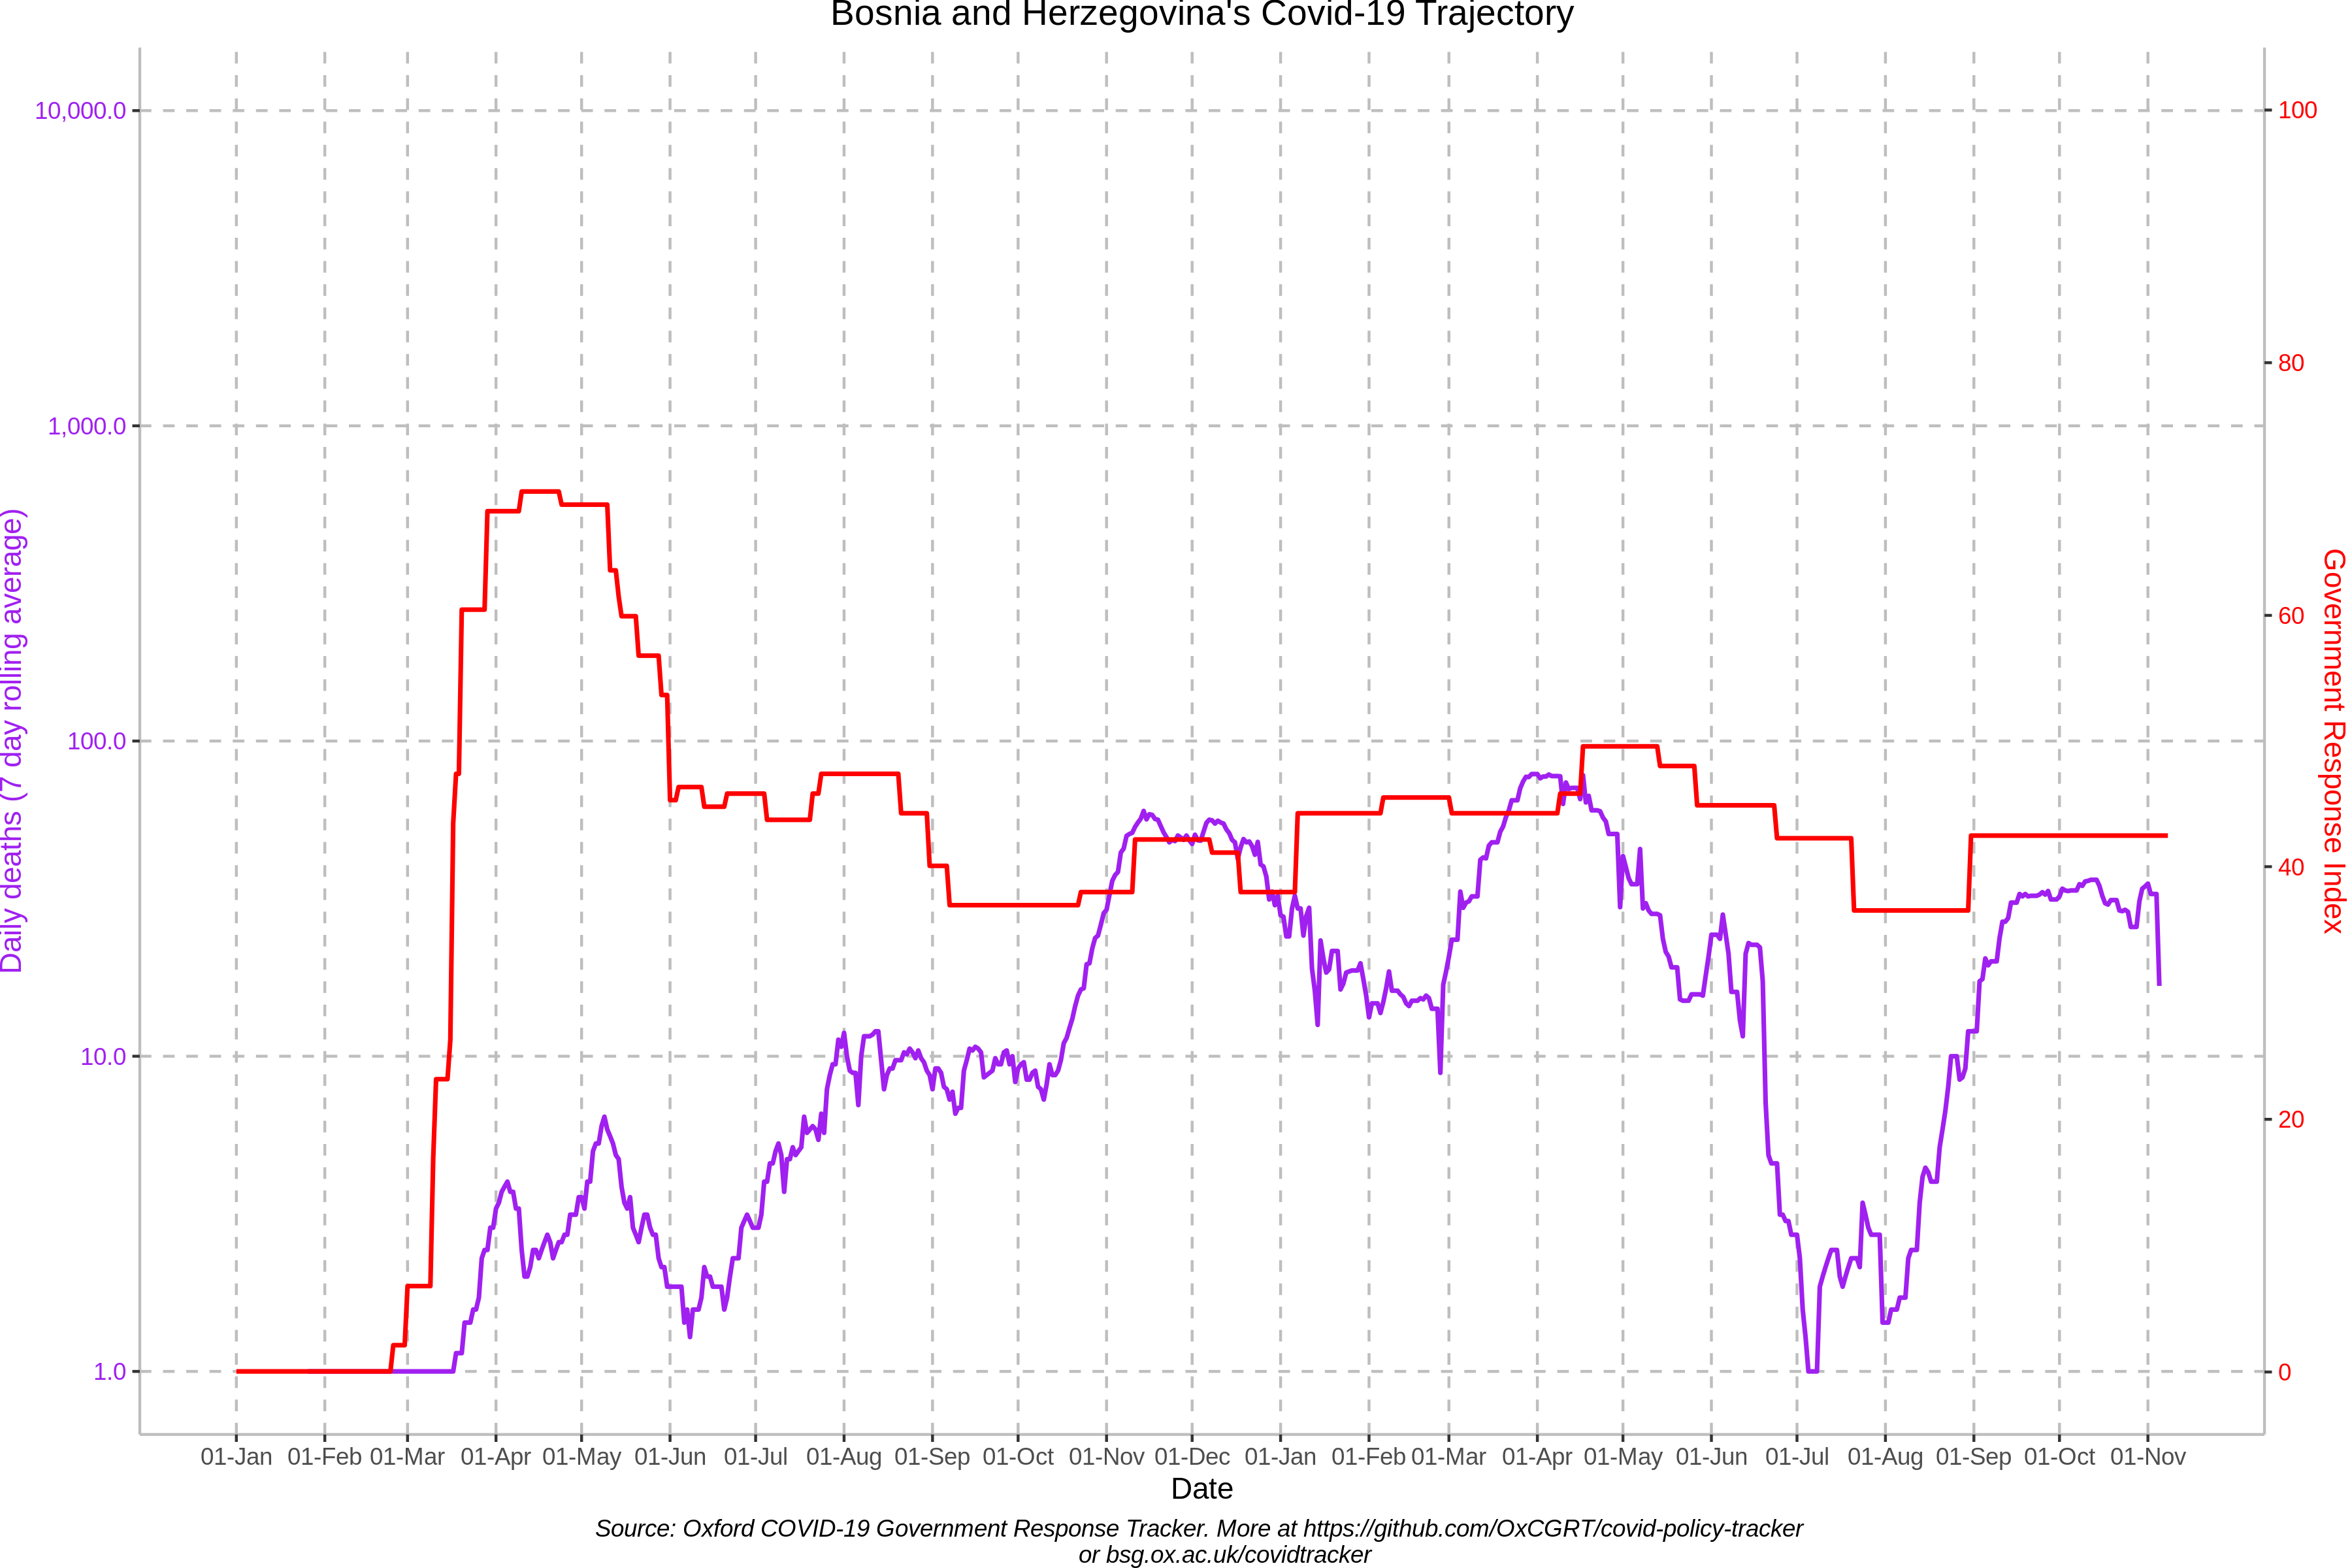 Bosnia and Herzegovina's Covid-19 Trajectory
10,000.0
1,000.0
100.0
10.0
1.0
Daily deaths (7 day rolling average)
100
80
60
40
20
0
Government Response Index
01-Jan 01-Feb 01-Mar 01-Apr 01-May 01-Jun 01-Jul 01-Aug 01-Sep 01-Oct 01-Nov 01-Dec 01-Jan 01-Feb 01-Mar 01-Apr 01-May 01-Jun 01-Jul 01-Aug 01-Sep 01-Oct 01-Nov
Date
Source: Oxford COVID-19 Government Response Tracker. More at https://github.com/OxCGRT/covid-policy-tracker
or bsg.ox.ac.uk/covidtracker